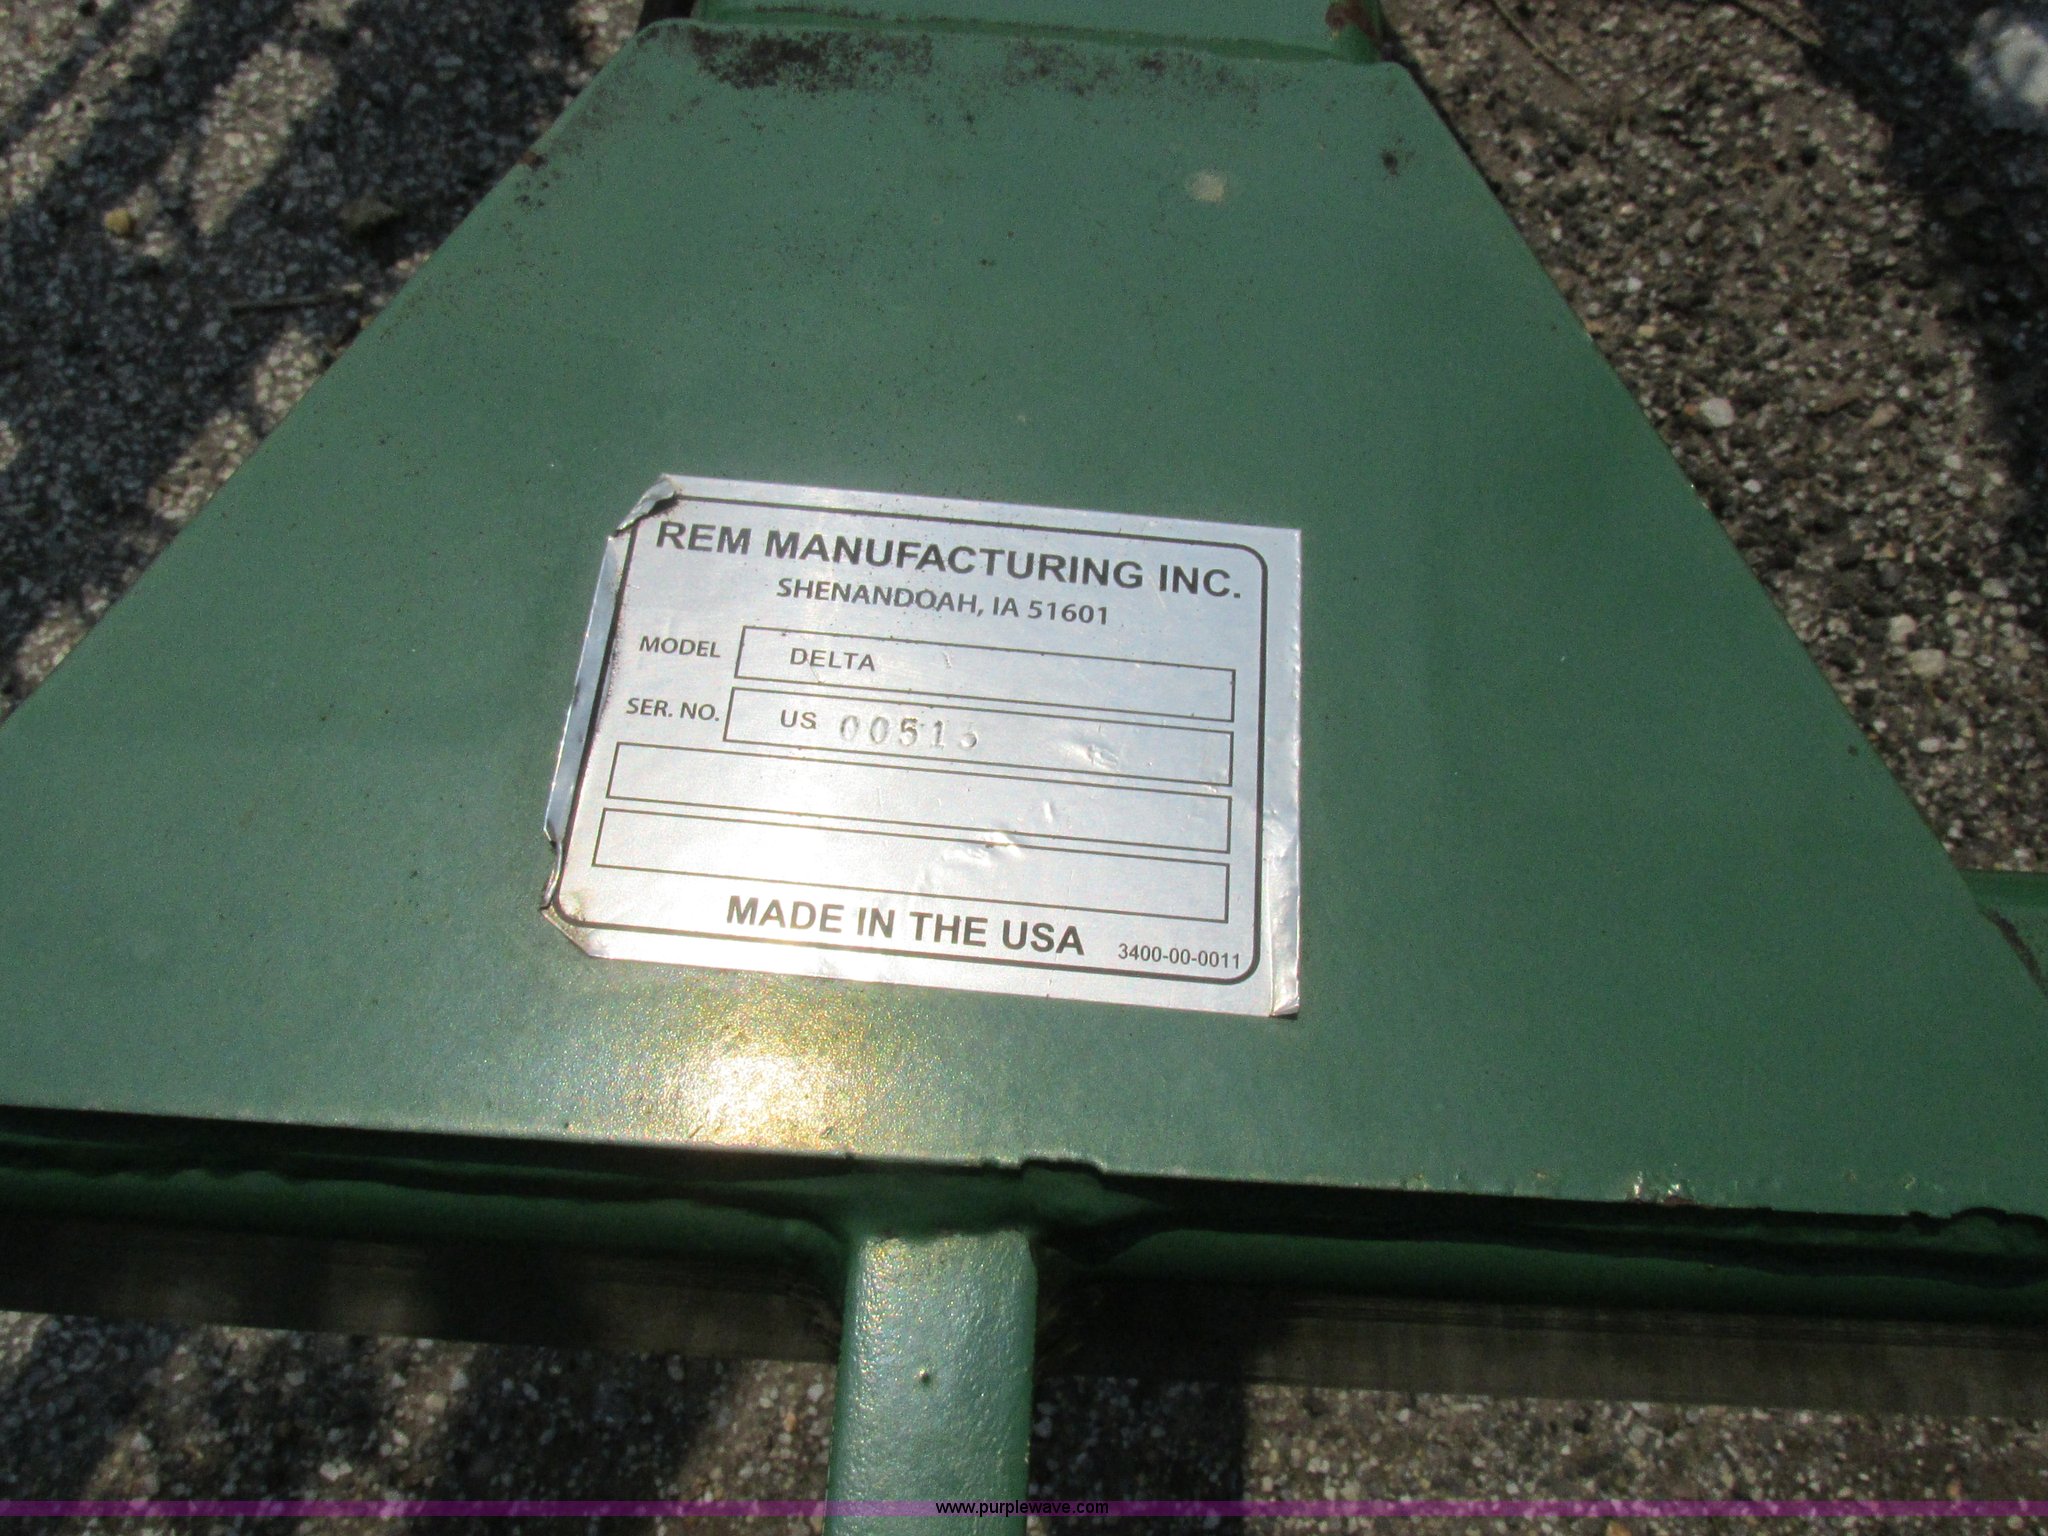 REM MANUFACTURING INC.
SHENANDOAH, IA 51601
MODEL DELTA
SER. NO. US 00513
MADE IN THE USA
3400-00-0011
www.purplewave.com